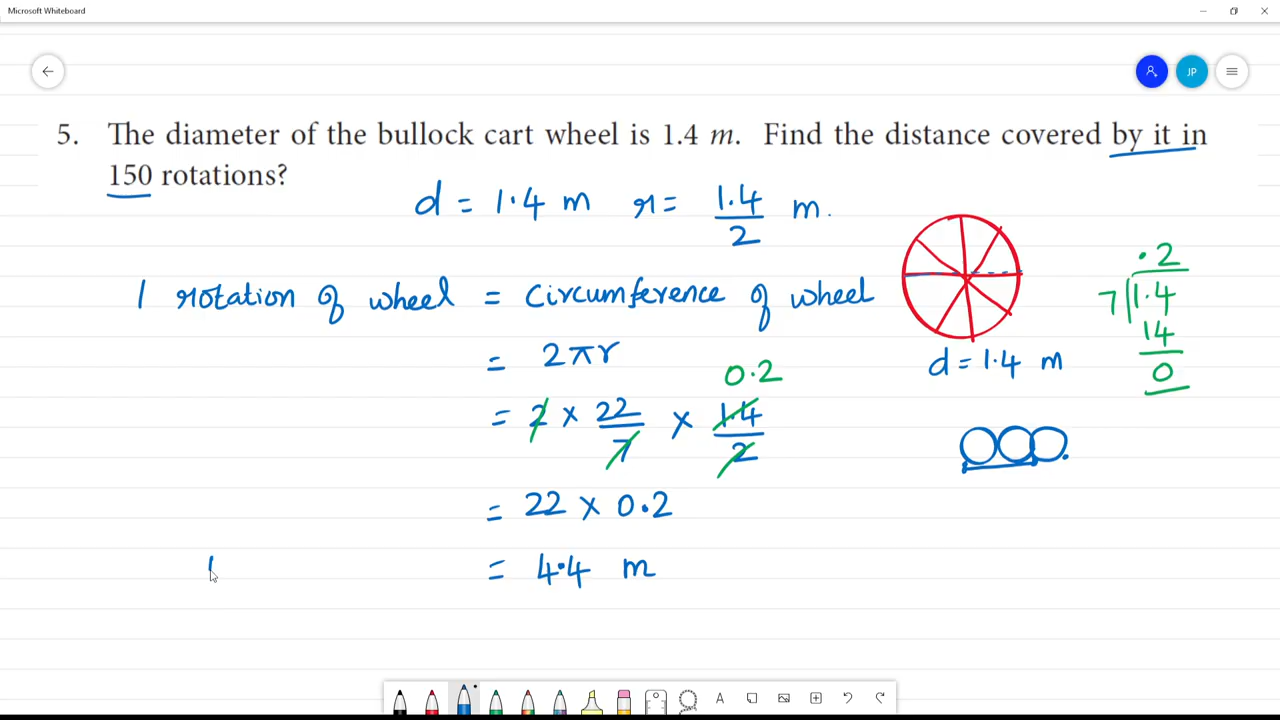 Microsoft Whiteboard
JP
5. The diameter of the bullock cart wheel is 1.4 m. Find the distance covered by it in
150 rotations?
d = 1.4 m r = 1.4/2 m.
1 rotation of wheel = Circumference of wheel
= 2πr
d = 1.4 m
0.2
= 2 × 22/7 × 1.4/2
= 22 × 0.2
1 = 4.4 m
.2
7 1.4
14
0
A